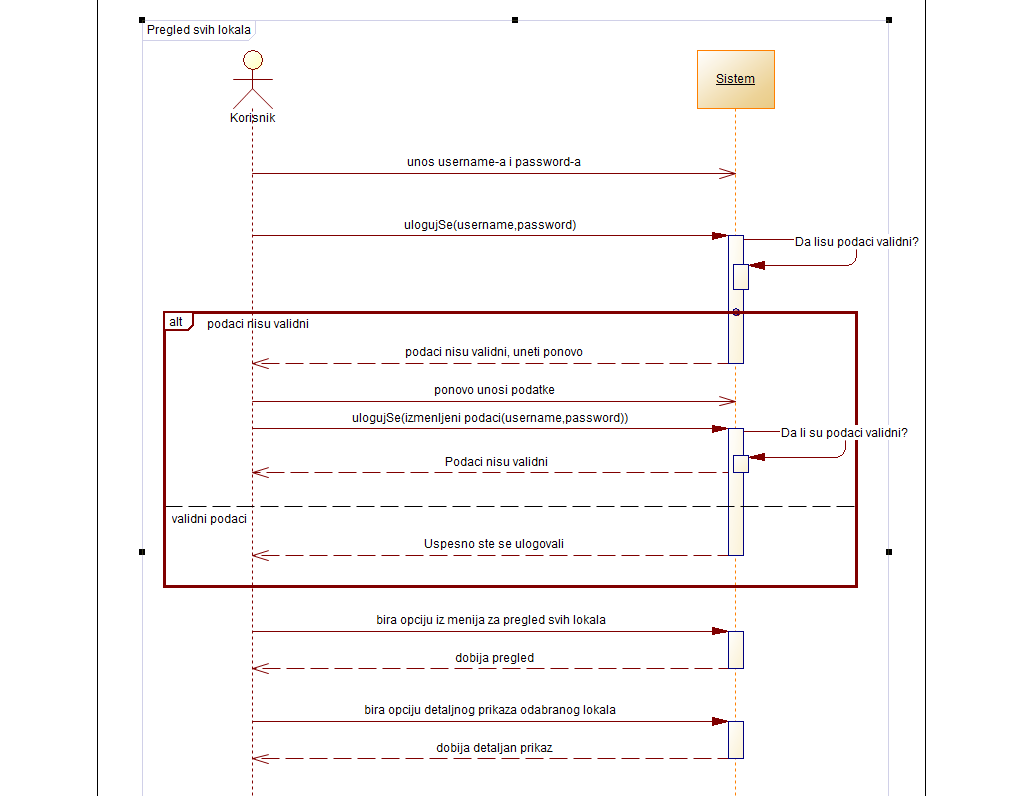 Pregled svih lokala
Sistem
Korisnik
unos username-a i password-a
ulogujSe(username,password)
Da lisu podaci validni?
alt
podaci nisu validni
podaci nisu validni, uneti ponovo
ponovo unosi podatke
ulogujSe(izmenljeni podaci(username,password))
Da li su podaci validni?
Podaci nisu validni
validni podaci
Uspesno ste se ulogovali
bira opciju iz menija za pregled svih lokala
dobija pregled
bira opciju detaljnog prikaza odabranog lokala
dobija detaljan prikaz